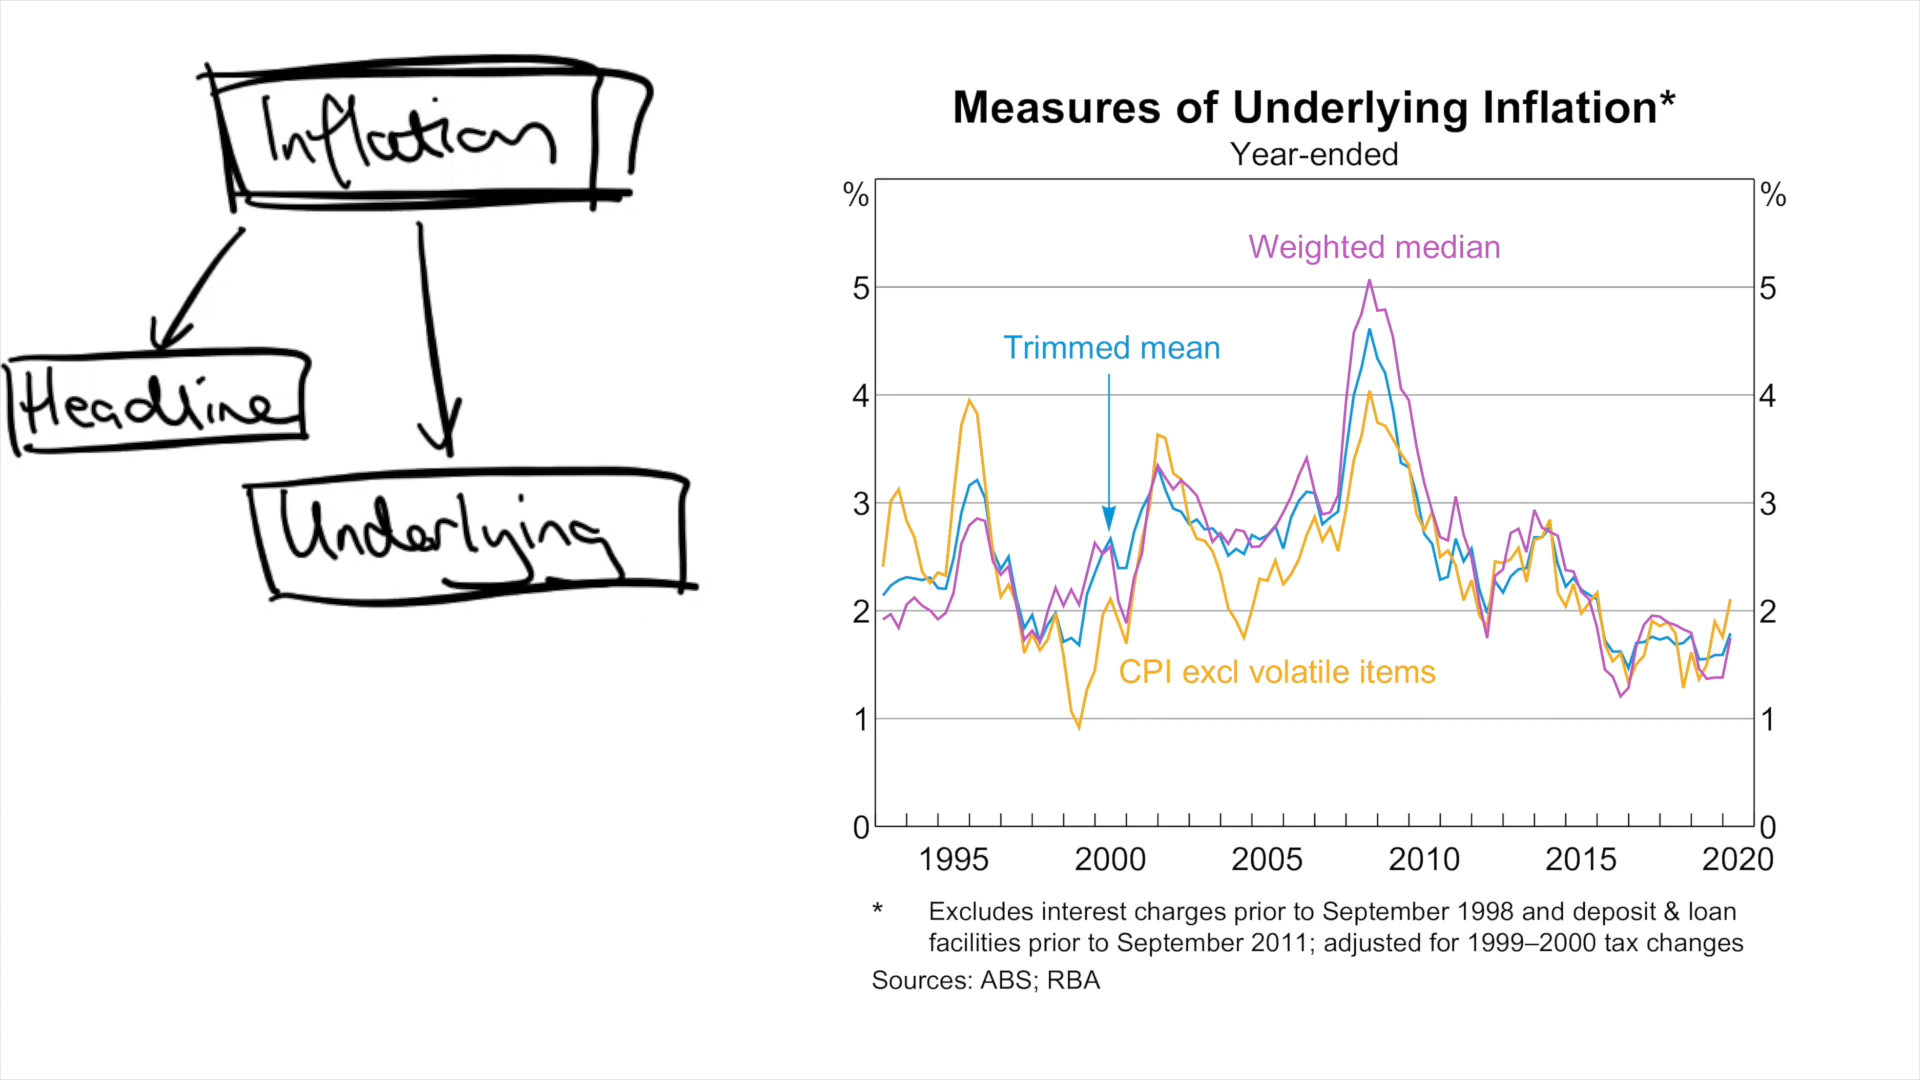 Inflation
Headline
Underlying
Measures of Underlying Inflation*
Year-ended
% %
Weighted median
5 5
Trimmed mean
4 4
3 3
2 2
CPI excl volatile items
1 1
0 0
1995 2000 2005 2010 2015 2020
* Excludes interest charges prior to September 1998 and deposit & loan
facilities prior to September 2011; adjusted for 1999–2000 tax changes
Sources: ABS; RBA